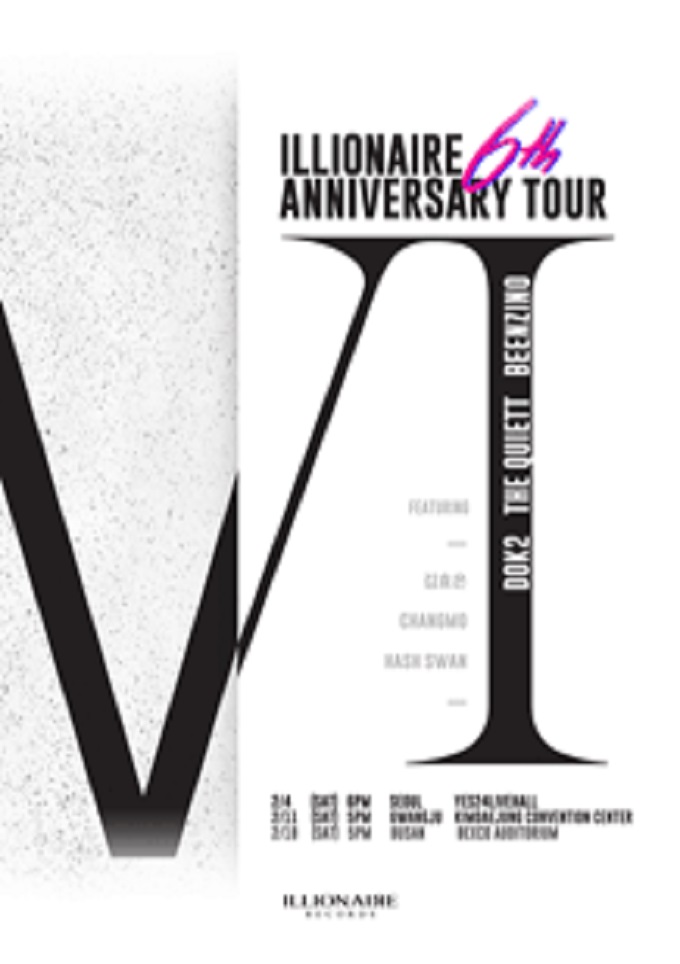 ILLIONAIRE 6th
ANNIVERSARY TOUR
VI
DOK2 THE QUIETT BEENZINO
FEATURING
—
CHANGMO
HASH SWAN
—
2/4 (SAT) 6PM SEOUL YES24LIVEHALL
2/11 (SAT) 5PM GWANGJU KIMDAEJUNG CONVENTION CENTER
2/18 (SAT) 5PM BUSAN BEXCO AUDITORIUM
ILLIONAIRE
RECORDS